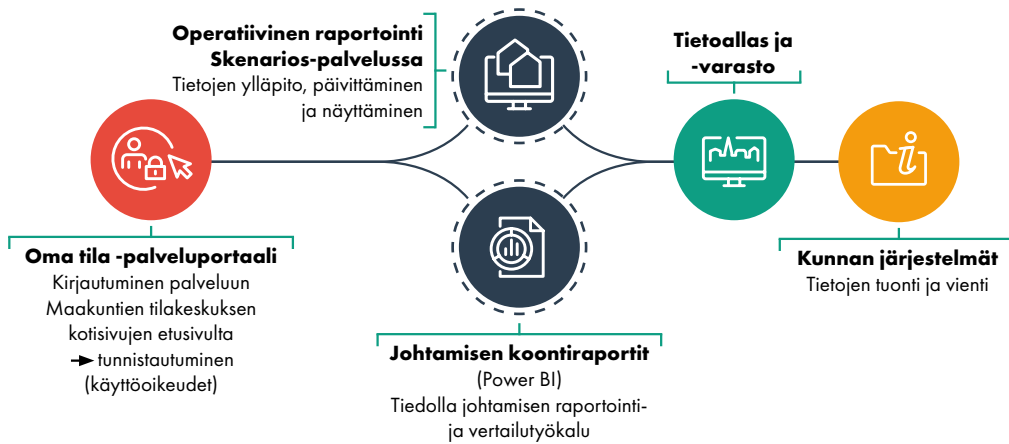 Operatiivinen raportointi
Skenarios-palvelussa
Tietojen ylläpito, päivittäminen
ja näyttäminen
Tietoallas ja
-varasto
Oma tila -palveluportaali
Kirjautuminen palveluun
Maakuntien tilakeskuksen
kotisivujen etusivulta
→ tunnistautuminen
(käyttöoikeudet)
Johtamisen koontiraportit
(Power BI)
Tiedolla johtamisen raportointi-
ja vertailutyökalu
Kunnan järjestelmät
Tietojen tuonti ja vienti